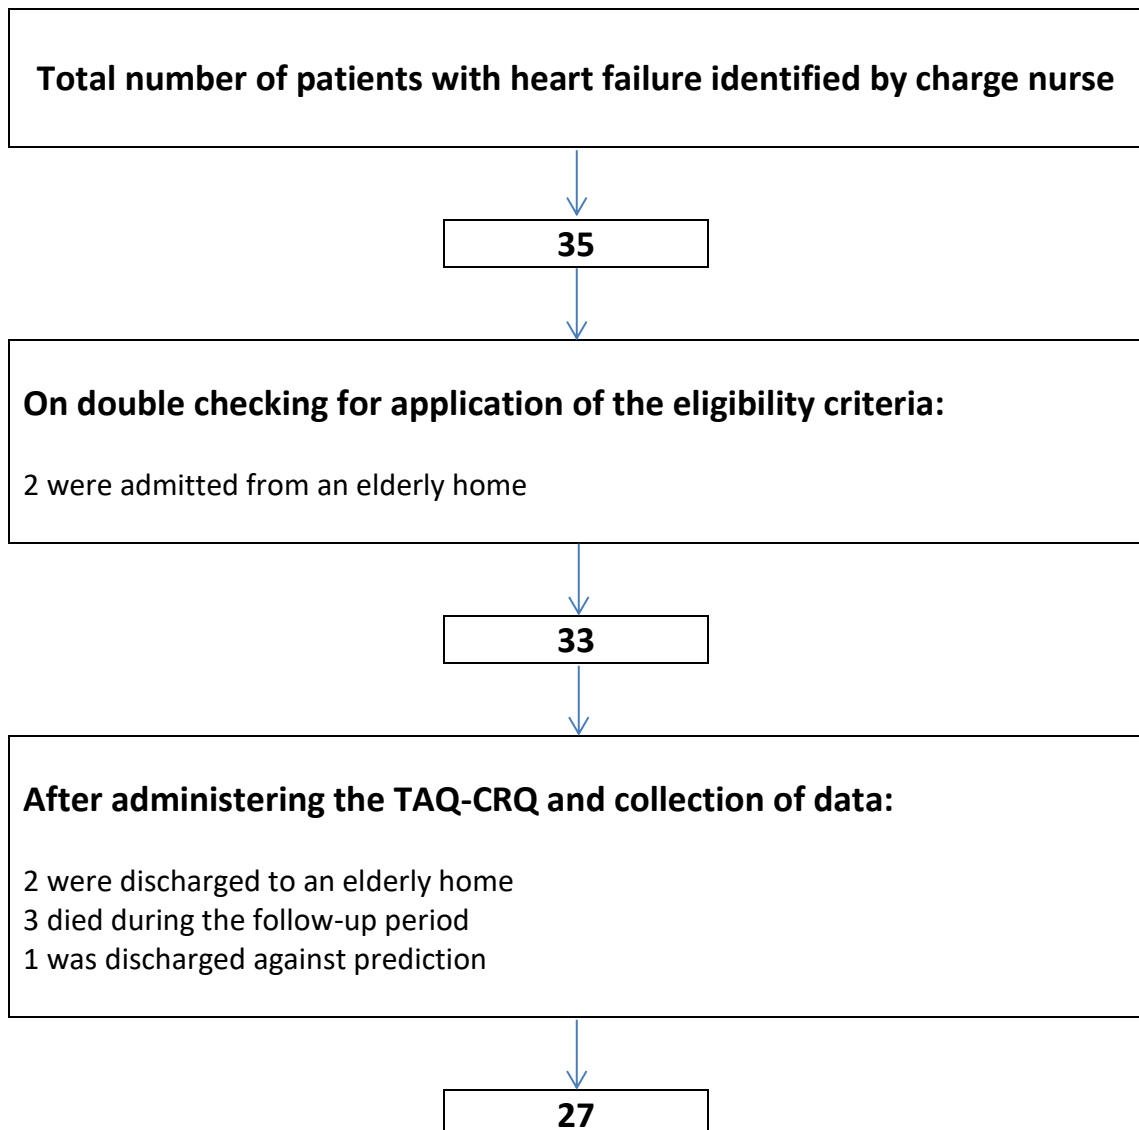 Total number of patients with heart failure identified by charge nurse
35
On double checking for application of the eligibility criteria:
2 were admitted from an elderly home
33
After administering the TAQ-CRQ and collection of data:
2 were discharged to an elderly home
3 died during the follow-up period
1 was discharged against prediction
27